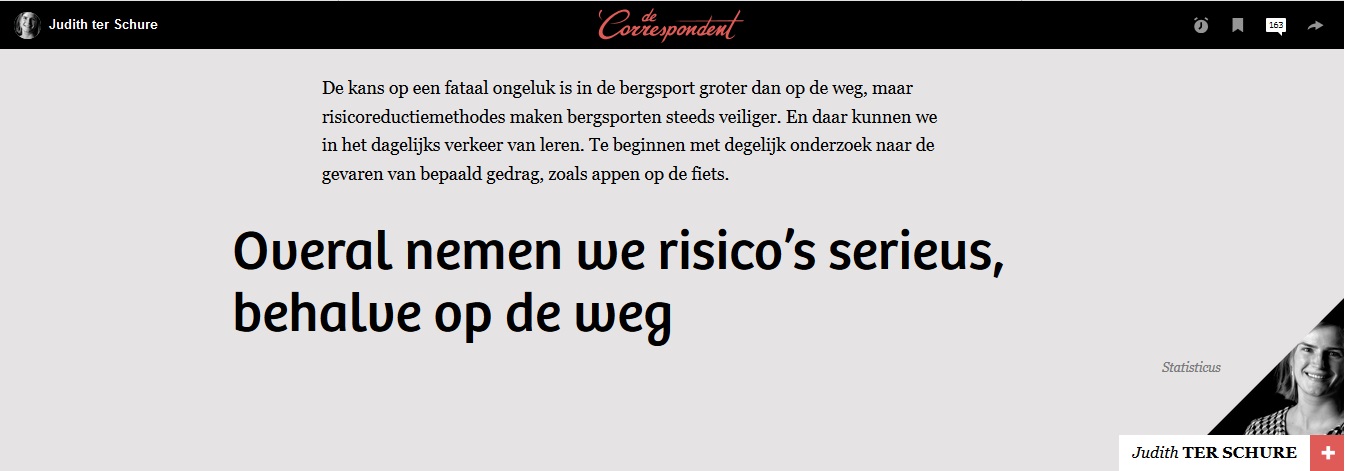 Judith ter Schure
de
Correspondent
163
De kans op een fataal ongeluk is in de bergsport groter dan op de weg, maar
risicoreductiemethodes maken bergsporten steeds veiliger. En daar kunnen we
in het dagelijks verkeer van leren. Te beginnen met degelijk onderzoek naar de
gevaren van bepaald gedrag, zoals appen op de fiets.
Overal nemen we risico’s serieus,
behalve op de weg
Statisticus
Judith TER SCHURE